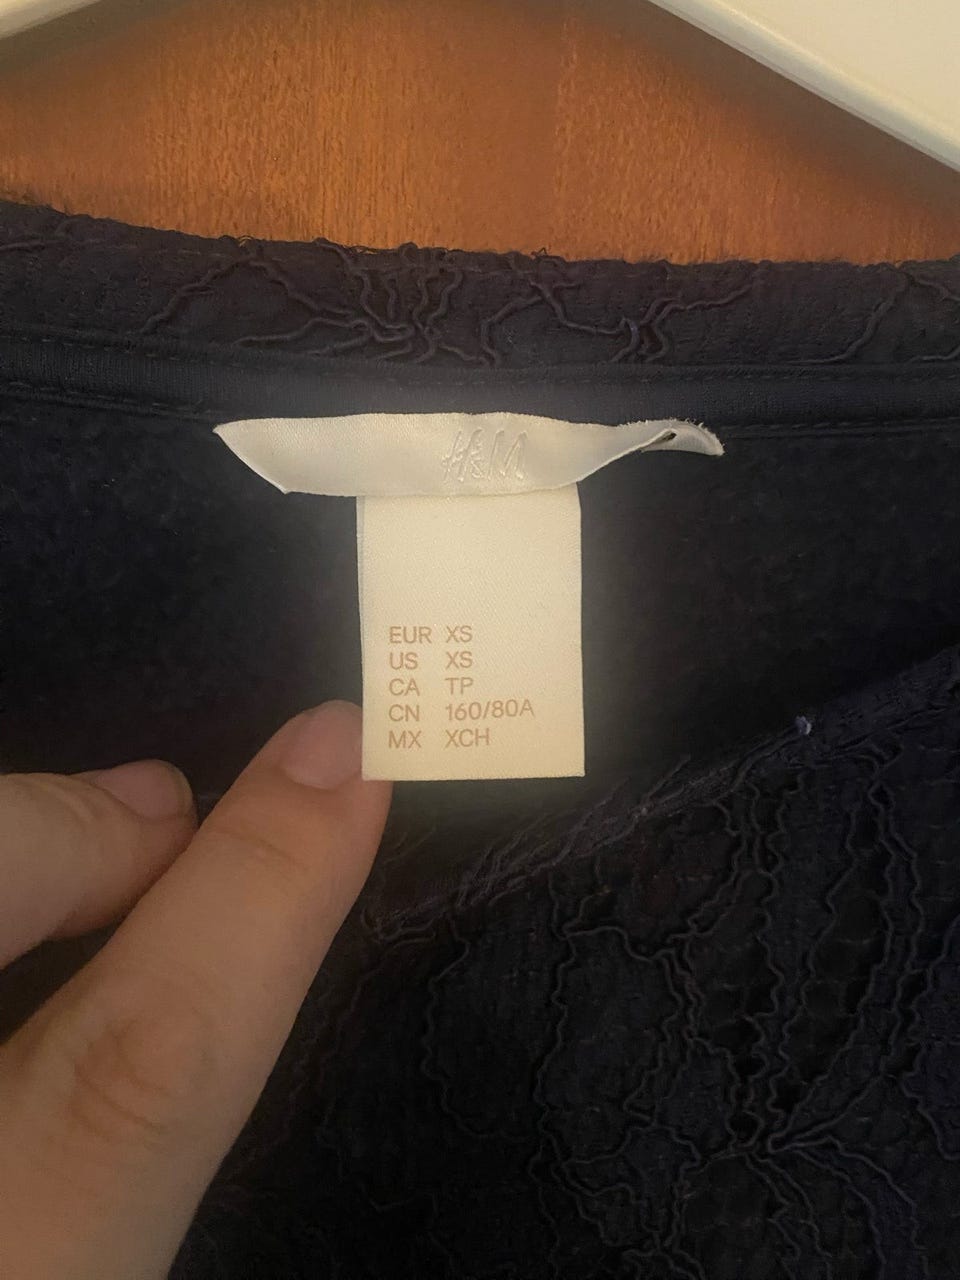 H&M
EUR XS
US XS
CA TP
CN 160/80A
MX XCH